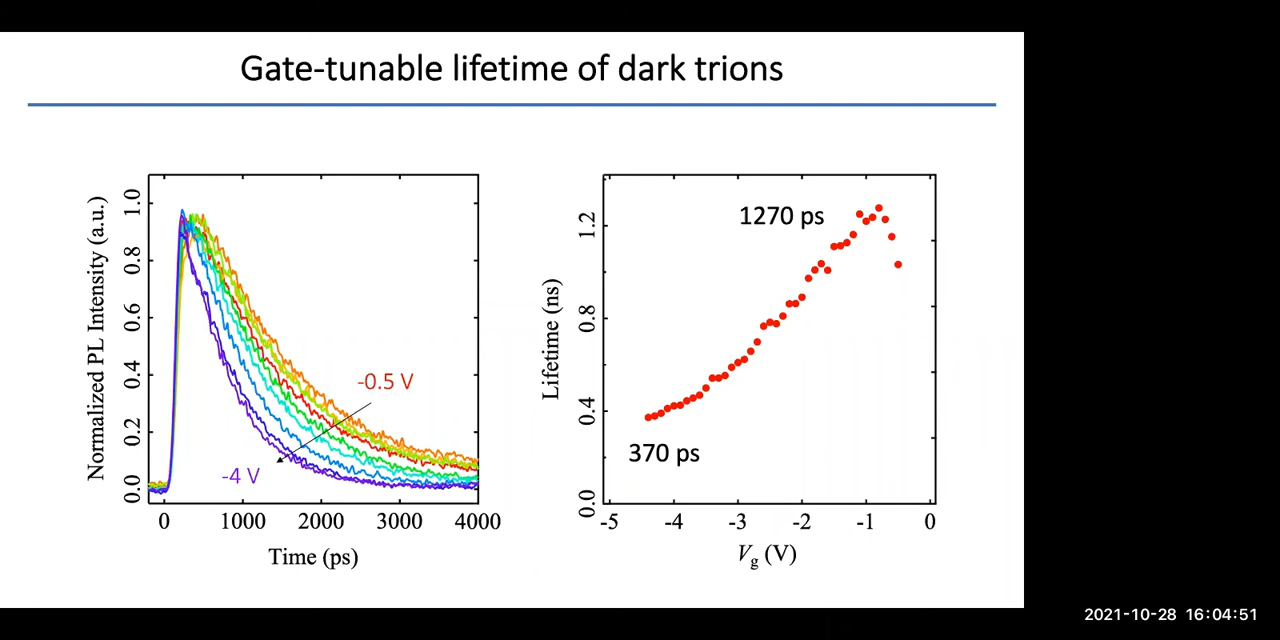 Gate-tunable lifetime of dark trions
Normalized PL Intensity (a.u.)
1.0
0.8
0.6
0.4
0.2
0.0
-0.5 V
-4 V
0 1000 2000 3000 4000
Time (ps)
Lifetime (ns)
1.2
0.8
0.4
0.0
1270 ps
370 ps
-5 -4 -3 -2 -1 0
Vg (V)
2021-10-28 16:04:51